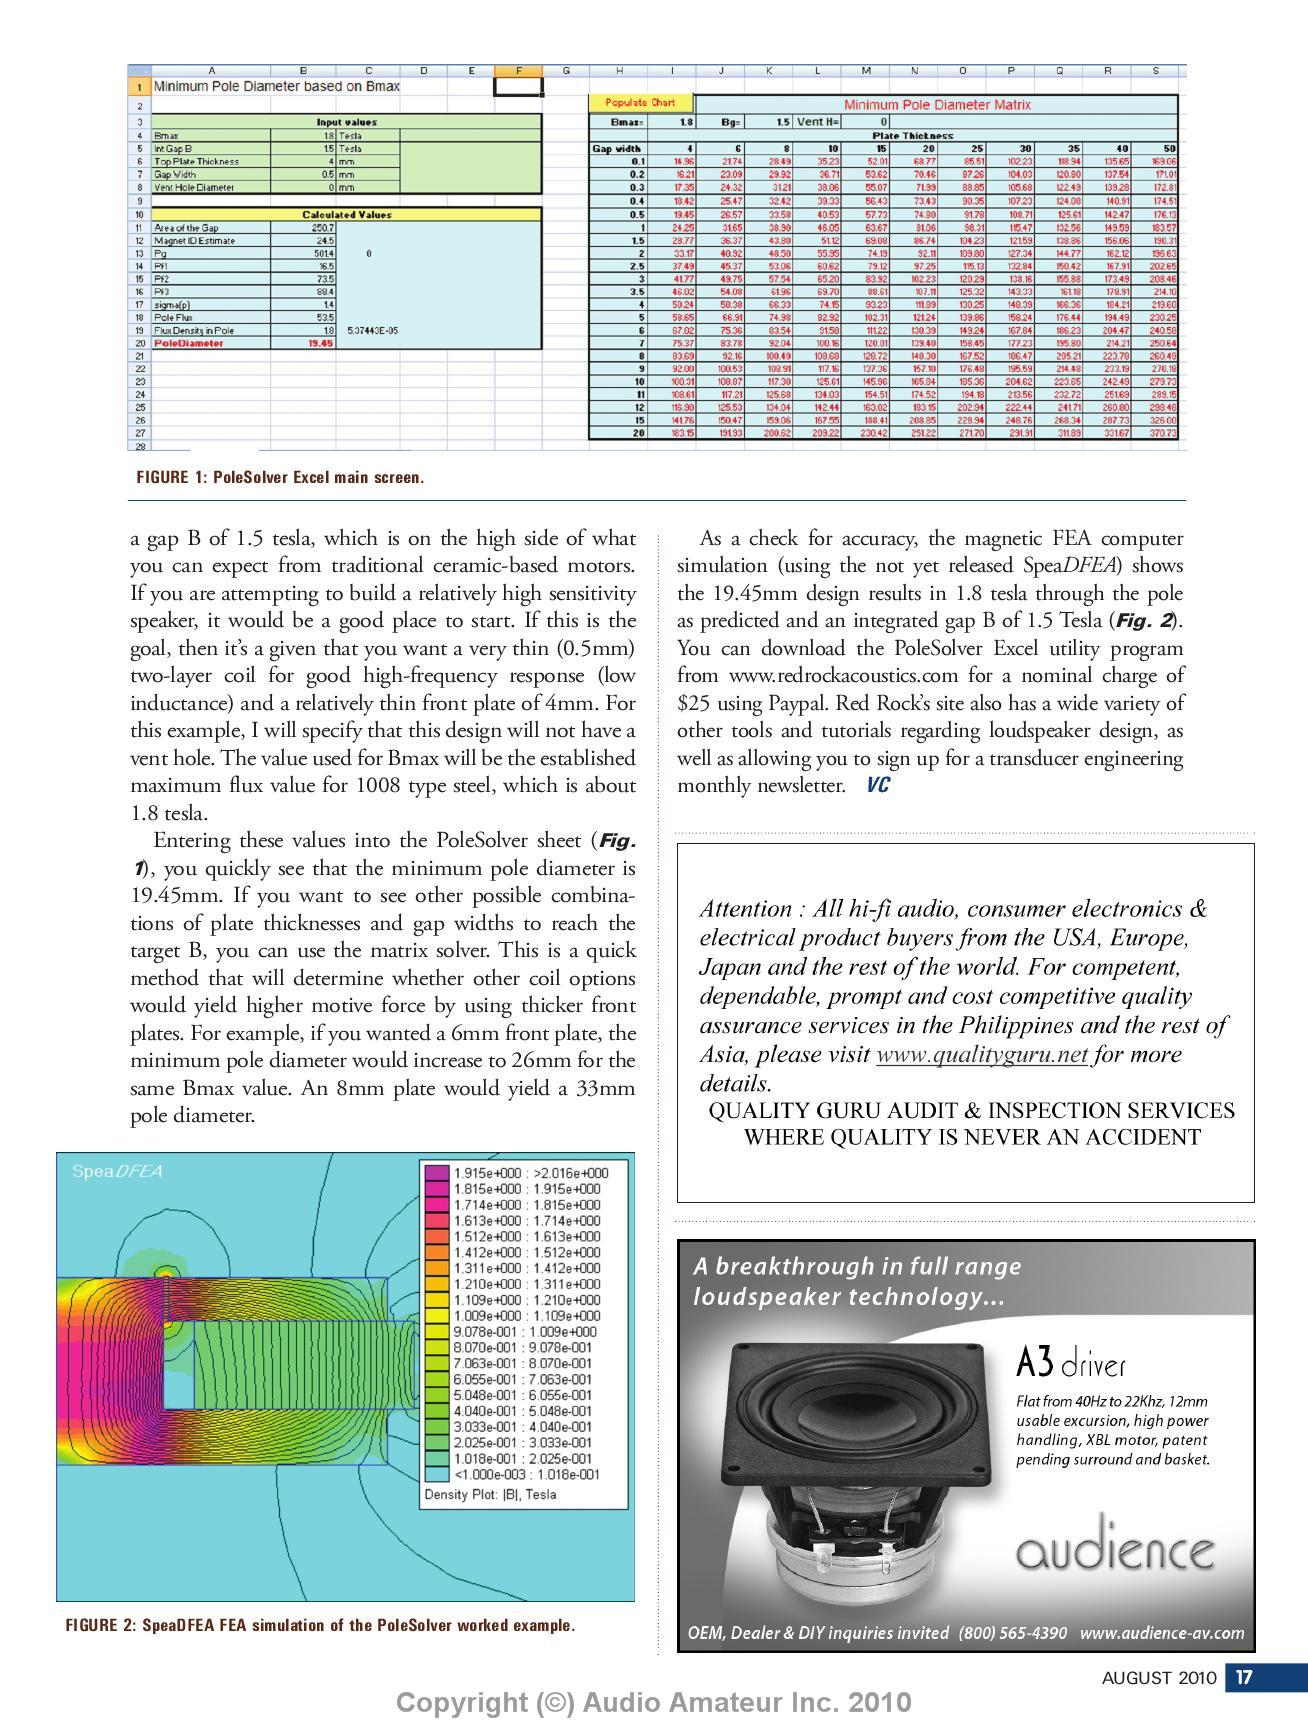 A B C D E F G H I J K L M N O P Q R S
1 Minimum Pole Diameter based on Bmax
2
3 Input values
4 Bmax 1.8 Tesla
5 Int Gap B 1.5 Tesla
6 Top Plate Thickness 4 mm
7 Gap Width 0.5 mm
8 Vent Hole Diameter 0 mm
9
10 Calculated Values
11 Area of the Gap 250.7
12 Magnet ID Estimate 24.5
13 Pg 501.4 0
14 Pf1 16.5
15 Pf2 73.5
16 Pf3 88.4
17 sigma(p) 1.4
18 Pole Flux 53.5
19 Flux Density in Pole 1.8 5.37443E-05
20 PoleDiameter 19.45
21
22
23
24
25
26
27
28
Populate Chart Minimum Pole Diameter Matrix
Bmax= 1.8 Bg= 1.5 Vent H= 0
Plate Thickness
Gap width 4 6 8 10 15 20 25 30 35 40 50
0.1 14.96 21.74 28.49 35.23 52.01 68.77 85.51 102.23 118.94 135.65 169.06
0.2 16.21 23.09 29.92 36.71 53.62 70.46 87.26 104.03 120.80 137.54 171.01
0.3 17.35 24.32 31.21 38.06 55.07 71.99 88.85 105.68 122.49 139.28 172.81
0.4 18.42 25.47 32.42 39.33 56.43 73.43 90.35 107.23 124.08 140.91 174.51
0.5 19.45 26.57 33.58 40.53 57.73 74.80 91.78 108.71 125.61 142.47 176.13
1 24.25 31.65 38.90 46.05 63.67 81.06 98.31 115.47 132.56 149.59 183.57
1.5 28.77 36.37 43.80 51.12 69.08 86.74 104.23 121.59 138.86 156.06 190.31
2 33.17 40.92 48.50 55.95 74.19 92.11 109.80 127.34 144.77 162.12 196.63
2.5 37.49 45.37 53.06 60.62 79.12 97.25 115.13 132.84 150.42 167.91 202.65
3 41.77 49.75 57.54 65.20 83.92 102.23 120.29 138.16 155.88 173.49 208.46
3.5 46.02 54.08 61.96 69.70 88.61 107.11 125.32 143.33 161.18 178.91 214.10
4 50.24 58.38 66.33 74.15 93.23 111.89 130.25 148.39 166.36 184.21 219.60
5 58.65 66.91 74.98 82.92 102.31 121.24 139.86 158.24 176.44 194.49 230.25
6 67.02 75.36 83.54 91.58 111.22 130.39 149.24 167.84 186.23 204.47 240.58
7 75.37 83.78 92.04 100.16 120.01 139.40 158.45 177.23 195.80 214.21 250.64
8 83.69 92.16 100.49 108.68 128.72 148.30 167.52 186.47 205.21 223.78 260.49
9 92.00 100.53 108.91 117.16 137.36 157.10 176.48 195.59 214.48 233.19 270.18
10 100.31 108.87 117.30 125.61 145.96 165.84 185.36 204.62 223.65 242.49 279.73
11 108.61 117.21 125.68 134.03 154.51 174.52 194.18 213.56 232.72 251.69 289.15
12 116.90 125.53 134.04 142.44 163.02 183.15 202.94 222.44 241.71 260.80 298.48
15 141.76 150.47 159.06 167.55 188.41 208.85 228.94 248.76 268.34 287.73 326.00
20 183.15 191.93 200.62 209.22 230.42 251.22 271.70 291.91 311.89 331.67 370.73
FIGURE 1: PoleSolver Excel main screen.
a gap B of 1.5 tesla, which is on the high side of what
you can expect from traditional ceramic-based motors.
If you are attempting to build a relatively high sensitivity
speaker, it would be a good place to start. If this is the
goal, then it's a given that you want a very thin (0.5mm)
two-layer coil for good high-frequency response (low
inductance) and a relatively thin front plate of 4mm. For
this example, I will specify that this design will not have a
vent hole. The value used for Bmax will be the established
maximum flux value for 1008 type steel, which is about
1.8 tesla.
Entering these values into the PoleSolver sheet (Fig.
1), you quickly see that the minimum pole diameter is
19.45mm. If you want to see other possible combina-
tions of plate thicknesses and gap widths to reach the
target B, you can use the matrix solver. This is a quick
method that will determine whether other coil options
would yield higher motive force by using thicker front
plates. For example, if you wanted a 6mm front plate, the
minimum pole diameter would increase to 26mm for the
same Bmax value. An 8mm plate would yield a 33mm
pole diameter.
SpeaDFEA
1.915e+000 : >2.016e+000
1.815e+000 : 1.915e+000
1.714e+000 : 1.815e+000
1.613e+000 : 1.714e+000
1.512e+000 : 1.613e+000
1.412e+000 : 1.512e+000
1.311e+000 : 1.412e+000
1.210e+000 : 1.311e+000
1.109e+000 : 1.210e+000
1.009e+000 : 1.109e+000
9.078e-001 : 1.009e+000
8.070e-001 : 9.078e-001
7.063e-001 : 8.070e-001
6.055e-001 : 7.063e-001
5.048e-001 : 6.055e-001
4.040e-001 : 5.048e-001
3.033e-001 : 4.040e-001
2.025e-001 : 3.033e-001
1.018e-001 : 2.025e-001
<1.000e-003 : 1.018e-001
Density Plot: |B|, Tesla
FIGURE 2: SpeaDFEA FEA simulation of the PoleSolver worked example.
As a check for accuracy, the magnetic FEA computer
simulation (using the not yet released SpeaDFEA) shows
the 19.45mm design results in 1.8 tesla through the pole
as predicted and an integrated gap B of 1.5 Tesla (Fig. 2).
You can download the PoleSolver Excel utility program
from www.redrockacoustics.com for a nominal charge of
$25 using Paypal. Red Rock's site also has a wide variety of
other tools and tutorials regarding loudspeaker design, as
well as allowing you to sign up for a transducer engineering
monthly newsletter. VC
Attention : All hi-fi audio, consumer electronics &
electrical product buyers from the USA, Europe,
Japan and the rest of the world. For competent,
dependable, prompt and cost competitive quality
assurance services in the Philippines and the rest of
Asia, please visit www.qualityguru.net for more
details.
QUALITY GURU AUDIT & INSPECTION SERVICES
WHERE QUALITY IS NEVER AN ACCIDENT
A breakthrough in full range
loudspeaker technology...
A3 driver
Flat from 40Hz to 22Khz, 12mm
usable excursion, high power
handling, XBL motor, patent
pending surround and basket.
audience
OEM, Dealer & DIY inquiries invited (800) 565-4390 www.audience-av.com
AUGUST 2010 17
Copyright (©) Audio Amateur Inc. 2010